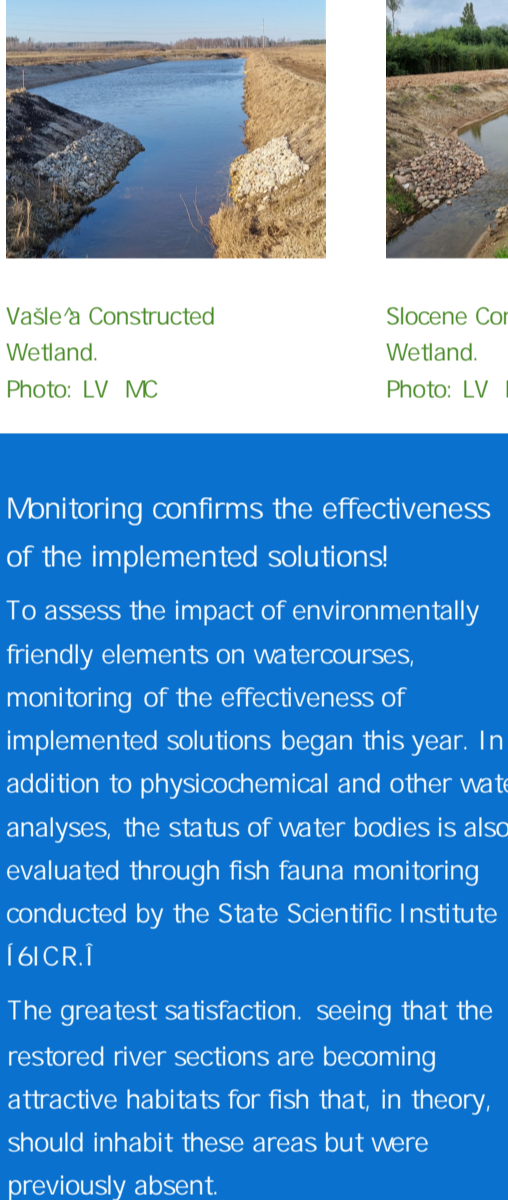 Vašle^a Constructed
Wetland.
Photo: LV MC
Slocene
Wetland.
Photo: LV
Monitoring confirms the effectiveness
of the implemented solutions!
To assess the impact of environmentally
friendly elements on watercourses,
monitoring of the effectiveness of
implemented solutions began this year. In
addition to physicochemical and other
analyses, the status of water bodies is also
evaluated through fish fauna monitoring
conducted by the State Scientific Institute
Í6ICR.Î
The greatest satisfaction. seeing that the
restored river sections are becoming
attractive habitats for fish that, in theory,
should inhabit these areas but were
previously absent.